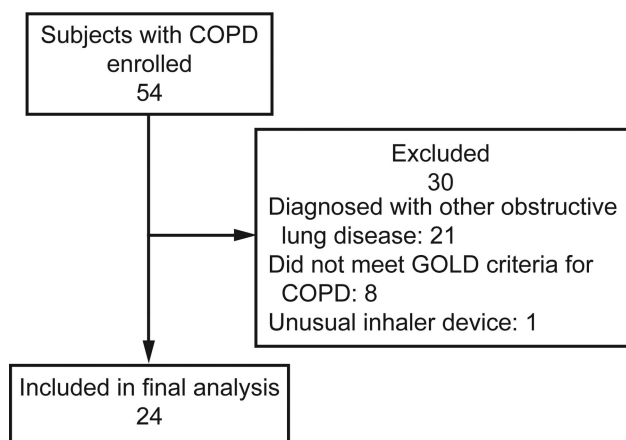 Subjects with COPD
enrolled
54
Excluded
30
Diagnosed with other obstructive
lung disease: 21
Did not meet GOLD criteria for
COPD: 8
Unusual inhaler device: 1
Included in final analysis
24